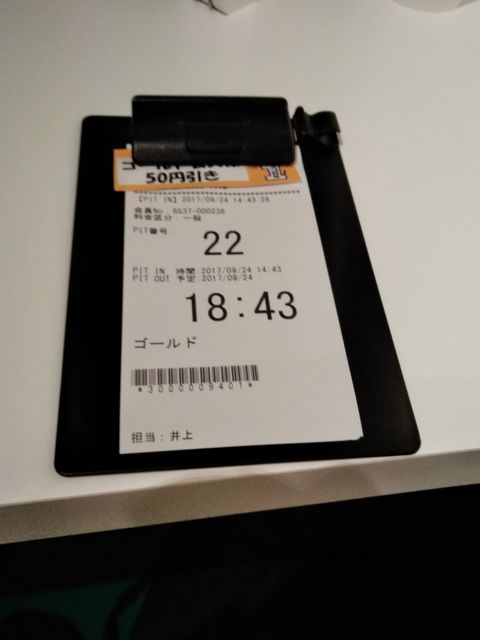 50円引き
[PIT IN] 2017/09/24 14:43:28
会員No : 6537-000238
料金区分 : 一般
PIT番号 :
22
PIT IN 時間:2017/09/24 14:43
PIT OUT 予定:2017/09/24
18:43
ゴールド
*3000009401*
担当 : 井上